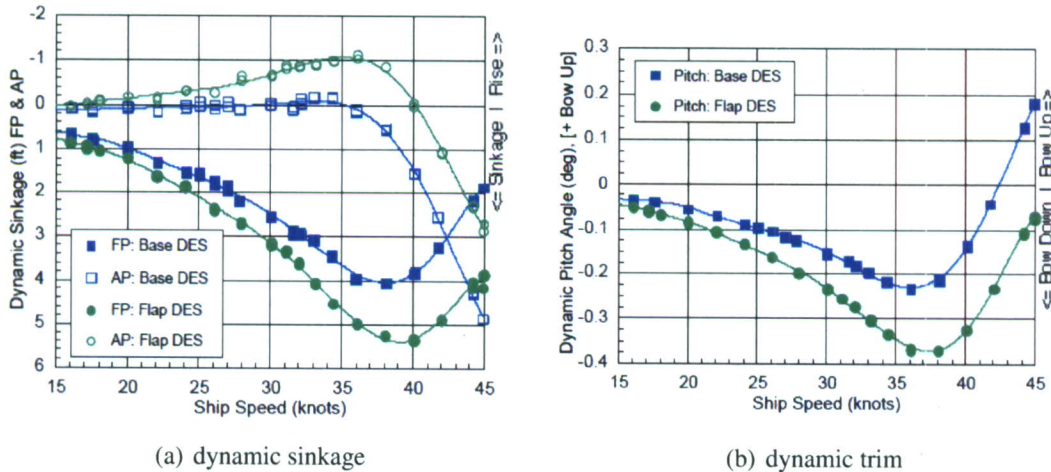 -2
-1
0
1
2
3
4
5
6
Dynamic Sinkage (ft) FP & AP
FP: Base DES
AP: Base DES
FP: Flap DES
AP: Flap DES
<= Sinkage | Rise =>
15 20 25 30 35 40 45
Ship Speed (knots)
(a) dynamic sinkage
0.3
0.2
0.1
0
-0.1
-0.2
-0.3
-0.4
Dynamic Pitch Angle (deg), [+ Bow Up]
Pitch: Base DES
Pitch: Flap DES
<= Bow Down | Bow Up =>
15 20 25 30 35 40 45
Ship Speed (knots)
(b) dynamic trim